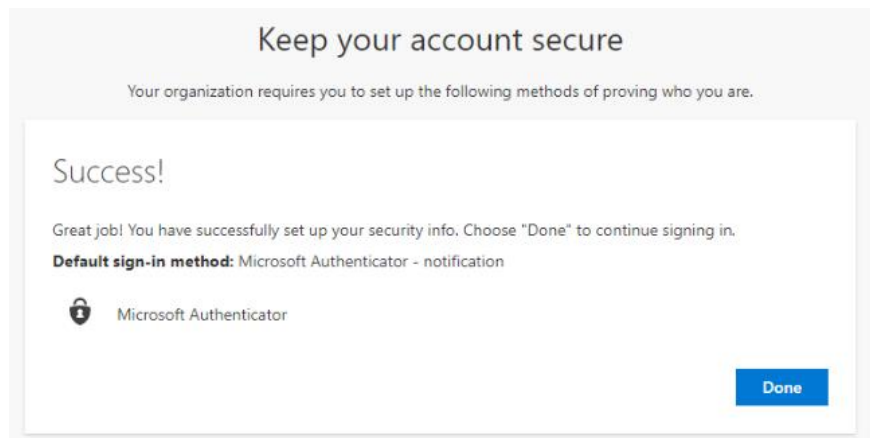 Keep your account secure
Your organization requires you to set up the following methods of proving who you are.
Success!
Great job! You have successfully set up your security info. Choose "Done" to continue signing in.
Default sign-in method: Microsoft Authenticator - notification
Microsoft Authenticator
Done